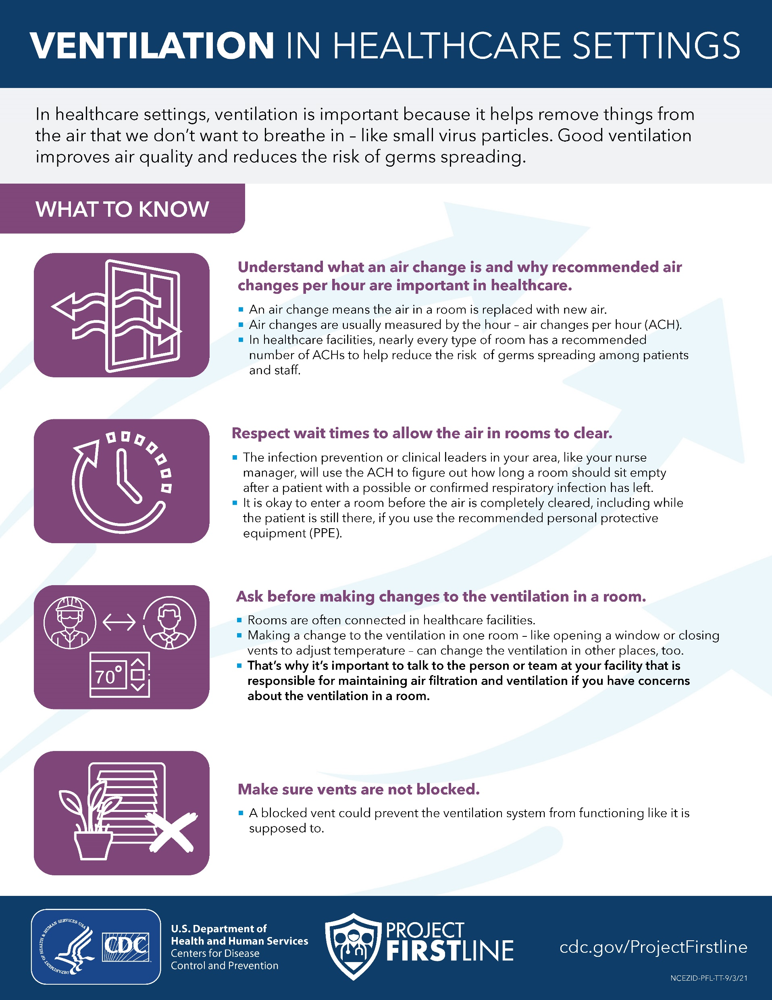 VENTILATION IN HEALTHCARE SETTINGS
In healthcare settings, ventilation is important because it helps remove things from
the air that we don’t want to breathe in – like small virus particles. Good ventilation
improves air quality and reduces the risk of germs spreading.
WHAT TO KNOW
Understand what an air change is and why recommended air
changes per hour are important in healthcare.
▪ An air change means the air in a room is replaced with new air.
▪ Air changes are usually measured by the hour – air changes per hour (ACH).
▪ In healthcare facilities, nearly every type of room has a recommended
number of ACHs to help reduce the risk  of germs spreading among patients
and staff.
Respect wait times to allow the air in rooms to clear.
▪ The infection prevention or clinical leaders in your area, like your nurse
manager, will use the ACH to figure out how long a room should sit empty
after a patient with a possible or confirmed respiratory infection has left.
▪ It is okay to enter a room before the air is completely cleared, including while
the patient is still there, if you use the recommended personal protective
equipment (PPE).
70°
Ask before making changes to the ventilation in a room.
▪ Rooms are often connected in healthcare facilities.
▪ Making a change to the ventilation in one room – like opening a window or closing
vents to adjust temperature – can change the ventilation in other places, too.
▪ That’s why it’s important to talk to the person or team at your facility that is
responsible for maintaining air filtration and ventilation if you have concerns
about the ventilation in a room.
Make sure vents are not blocked.
▪ A blocked vent could prevent the ventilation system from functioning like it is
supposed to.
DEPARTMENT OF HEALTH & HUMAN SERVICES · USA
CDC
U.S. Department of
Health and Human Services
Centers for Disease
Control and Prevention
PROJECT
FIRSTLINE
cdc.gov/ProjectFirstline
NCEZID-PFL-TT-9/3/21